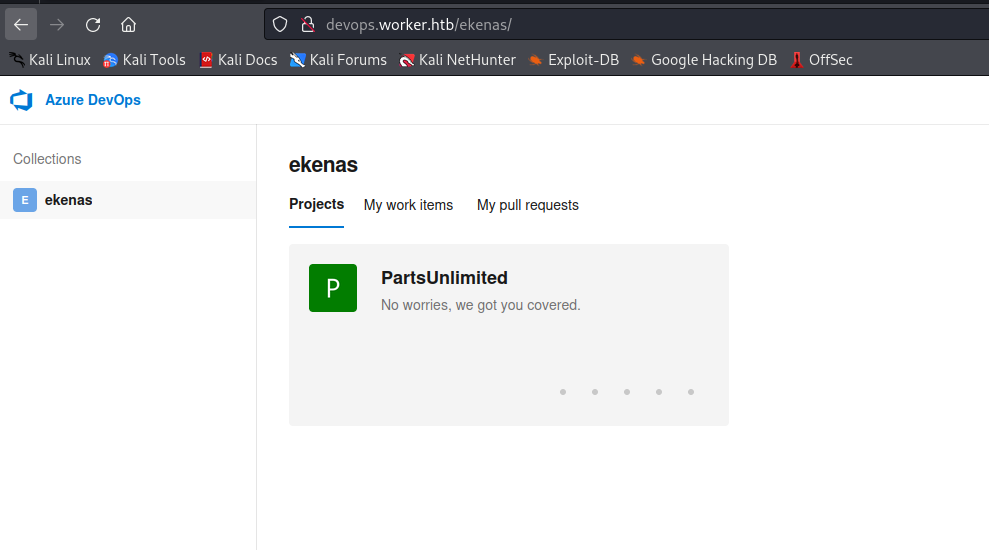 devops.worker.htb/ekenas/
Kali Linux Kali Tools Kali Docs Kali Forums Kali NetHunter Exploit-DB Google Hacking DB OffSec
Azure DevOps
Collections
E ekenas
ekenas
Projects My work items My pull requests
P PartsUnlimited
No worries, we got you covered.